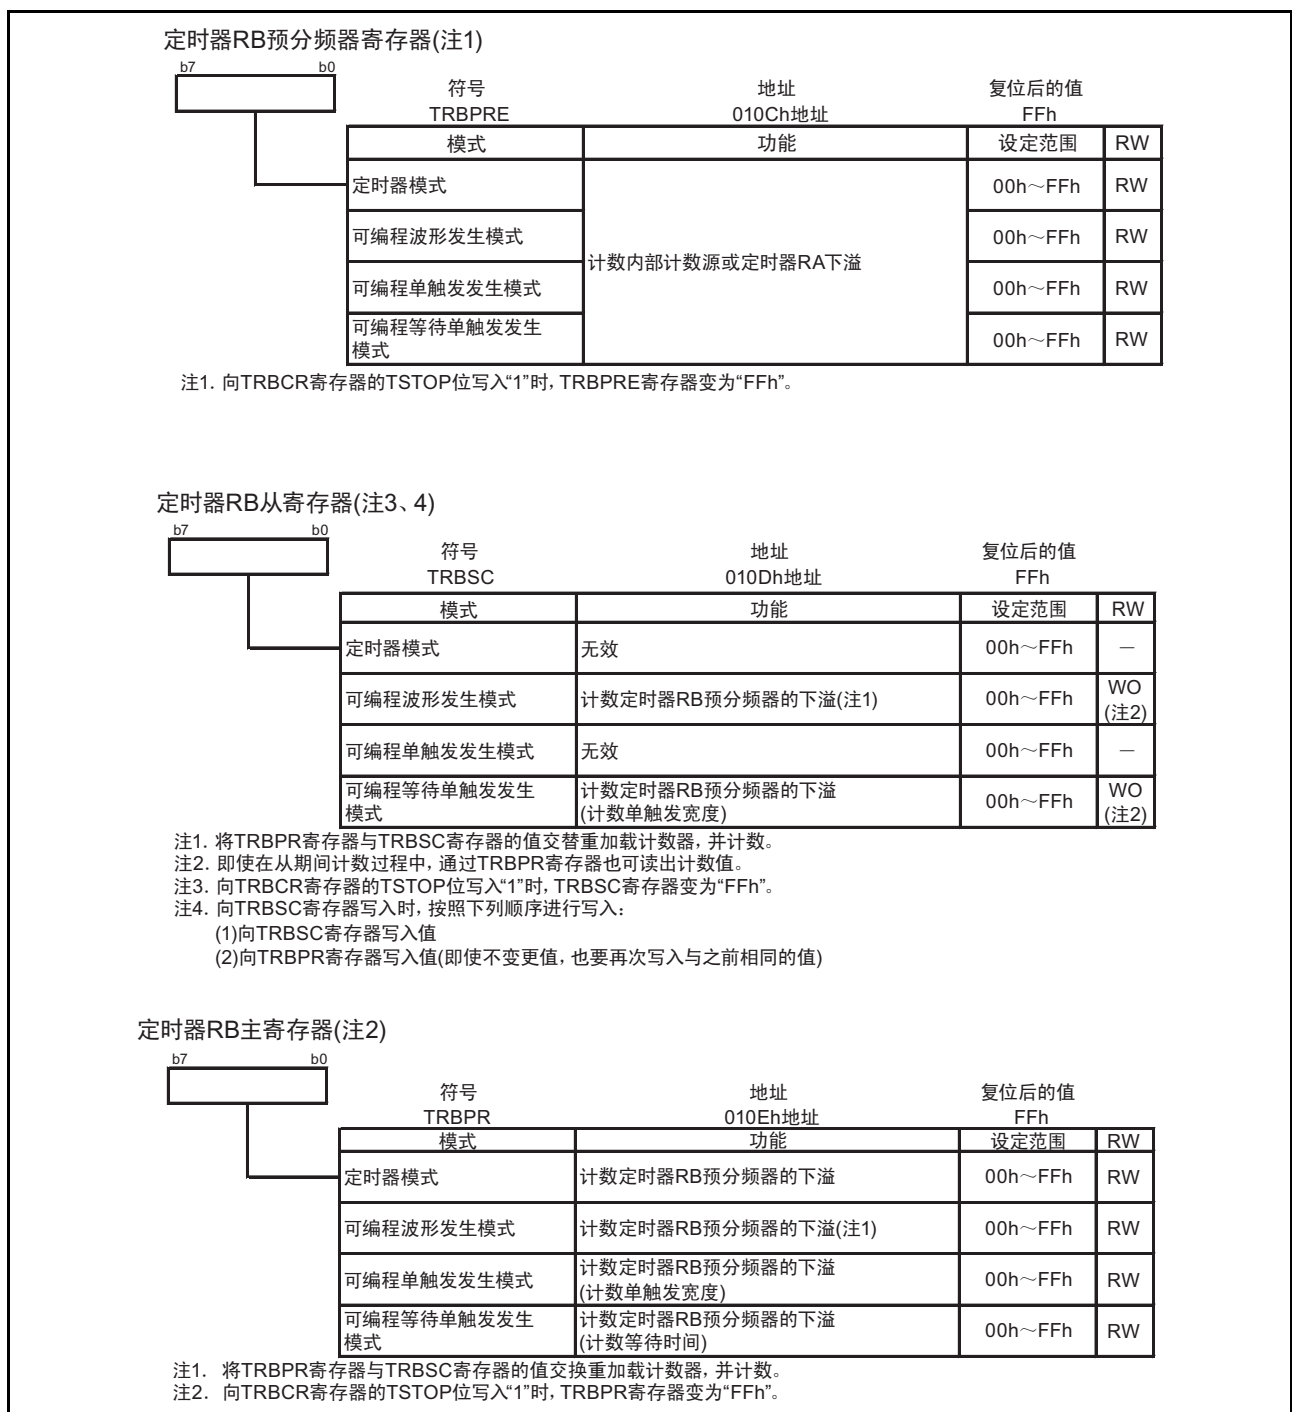 定时器RB预分频器寄存器(注1)
b7 b0
符号 地址 复位后的值
TRBPRE 010Ch地址 FFh
模式 功能 设定范围 RW
定时器模式 00h～FFh RW
可编程波形发生模式 00h～FFh RW
计数内部计数源或定时器RA下溢
可编程单触发发生模式 00h～FFh RW
可编程等待单触发发生
模式 00h～FFh RW
注1. 向TRBCR寄存器的TSTOP位写入“1”时，TRBPRE寄存器变为“FFh”。
定时器RB从寄存器(注3、4)
b7 b0
符号 地址 复位后的值
TRBSC 010Dh地址 FFh
模式 功能 设定范围 RW
定时器模式 无效 00h～FFh —
可编程波形发生模式 计数定时器RB预分频器的下溢(注1) 00h～FFh WO
(注2)
可编程单触发发生模式 无效 00h～FFh —
可编程等待单触发发生 计数定时器RB预分频器的下溢 00h～FFh WO
模式 (计数单触发宽度) (注2)
注1. 将TRBPR寄存器与TRBSC寄存器的值交替重加载计数器，并计数。
注2. 即使在从期间计数过程中，通过TRBPR寄存器也可读出计数值。
注3. 向TRBCR寄存器的TSTOP位写入“1”时，TRBSC寄存器变为“FFh”。
注4. 向TRBSC寄存器写入时，按照下列顺序进行写入：
(1)向TRBSC寄存器写入值
(2)向TRBPR寄存器写入值(即使不变更值，也要再次写入与之前相同的值)
定时器RB主寄存器(注2)
b7 b0
符号 地址 复位后的值
TRBPR 010Eh地址 FFh
模式 功能 设定范围 RW
定时器模式 计数定时器RB预分频器的下溢 00h～FFh RW
可编程波形发生模式 计数定时器RB预分频器的下溢(注1) 00h～FFh RW
可编程单触发发生模式 计数定时器RB预分频器的下溢 00h～FFh RW
(计数单触发宽度)
可编程等待单触发发生 计数定时器RB预分频器的下溢 00h～FFh RW
模式 (计数等待时间)
注1. 将TRBPR寄存器与TRBSC寄存器的值交换重加载计数器，并计数。
注2. 向TRBCR寄存器的TSTOP位写入“1”时，TRBPR寄存器变为“FFh”。